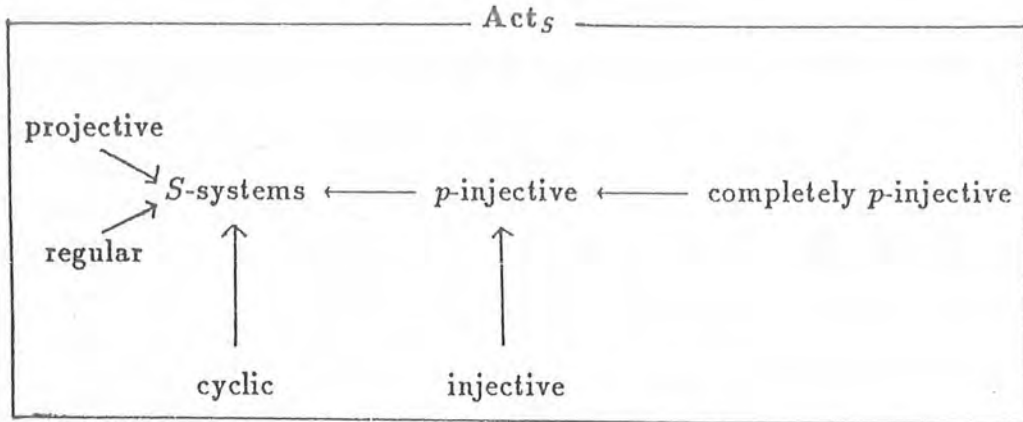 Act_S
projective
S-systems ← p-injective ← completely p-injective
regular
cyclic injective